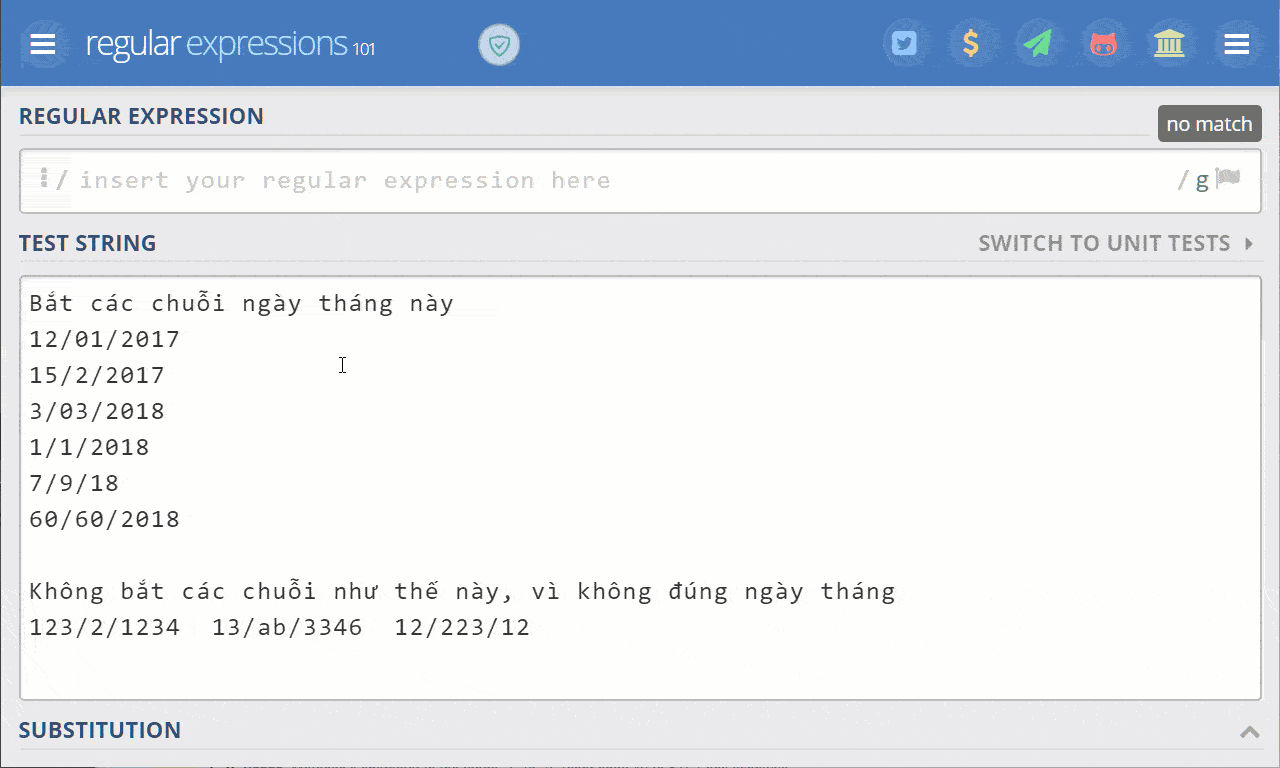 regular expressions 101
REGULAR EXPRESSION
no match
/ insert your regular expression here / g
TEST STRING SWITCH TO UNIT TESTS
Bắt các chuỗi ngày tháng này
12/01/2017
15/2/2017
3/03/2018
1/1/2018
7/9/18
60/60/2018
Không bắt các chuỗi như thế này, vì không đúng ngày tháng
123/2/1234 13/ab/3346 12/223/12
SUBSTITUTION